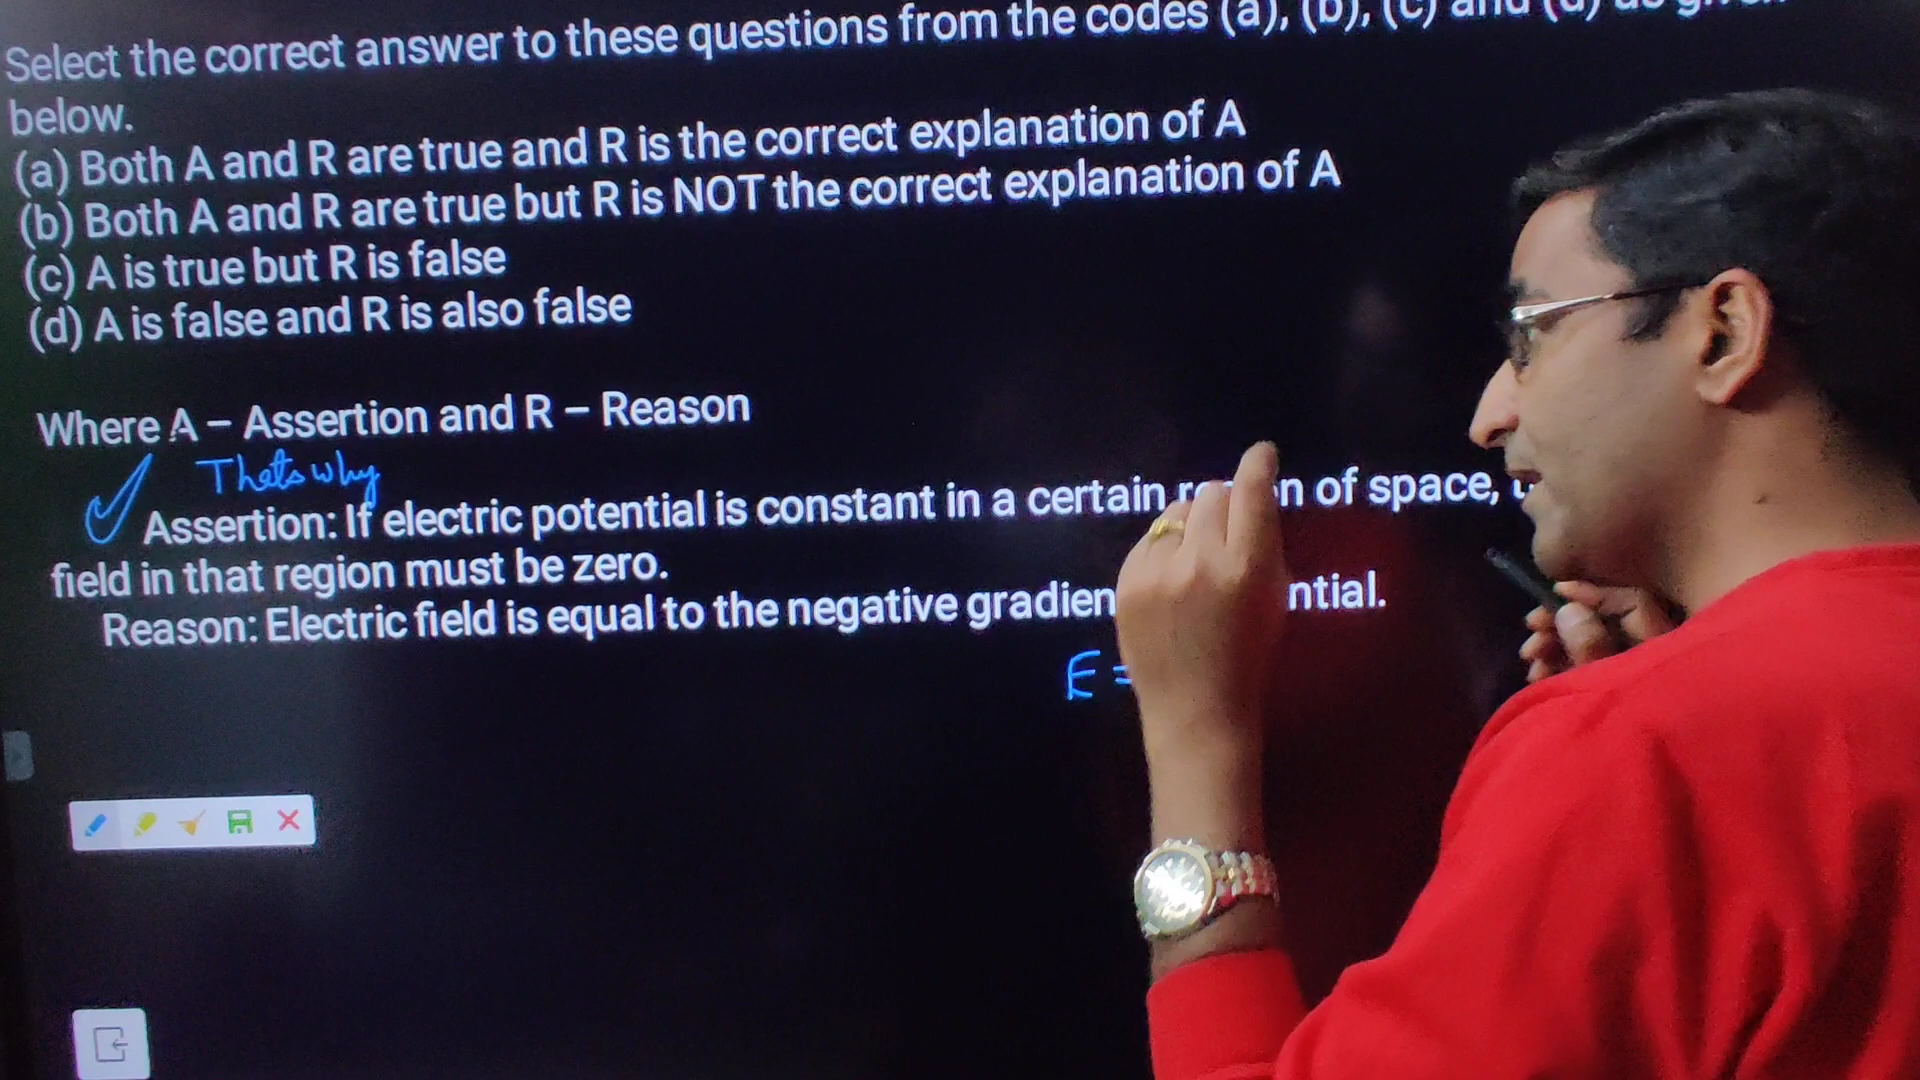 Select the correct answer to these questions from the codes (a), (b), (c) and (d) as
below.
(a) Both A and R are true and R is the correct explanation of A
(b) Both A and R are true but R is NOT the correct explanation of A
(c) A is true but R is false
(d) A is false and R is also false
Where A – Assertion and R – Reason
Thats why
Assertion: If electric potential is constant in a certain of space,
field in that region must be zero.
Reason: Electric field is equal to the negative
E =